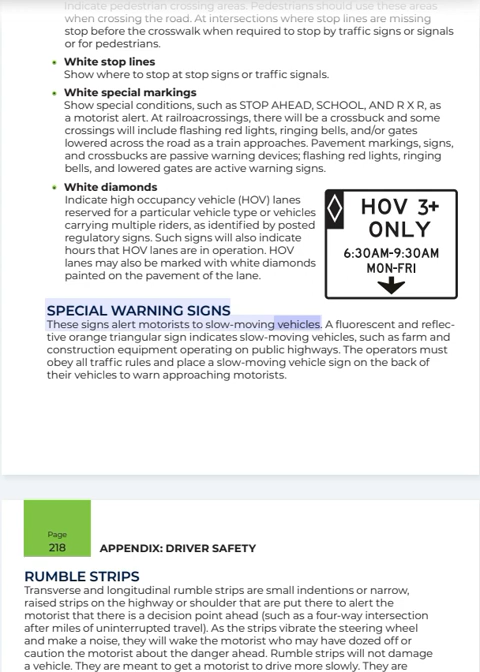 Indicate pedestrian crossing areas. Pedestrians should use these areas
when crossing the road. At intersections where stop lines are missing
stop before the crosswalk when required to stop by traffic signs or signals
or for pedestrians.
• White stop lines
Show where to stop at stop signs or traffic signals.
• White special markings
Show special conditions, such as STOP AHEAD, SCHOOL, AND R X R, as
a motorist alert. At railroacrossings, there will be a crossbuck and some
crossings will include flashing red lights, ringing bells, and/or gates
lowered across the road as a train approaches. Pavement markings, signs,
and crossbucks are passive warning devices; flashing red lights, ringing
bells, and lowered gates are active warning signs.
• White diamonds
Indicate high occupancy vehicle (HOV) lanes
reserved for a particular vehicle type or vehicles
carrying multiple riders, as identified by posted
regulatory signs. Such signs will also indicate
hours that HOV lanes are in operation. HOV
lanes may also be marked with white diamonds
painted on the pavement of the lane.
HOV 3+
ONLY
6:30AM-9:30AM
MON-FRI
SPECIAL WARNING SIGNS
These signs alert motorists to slow-moving vehicles. A fluorescent and reflec-
tive orange triangular sign indicates slow-moving vehicles, such as farm and
construction equipment operating on public highways. The operators must
obey all traffic rules and place a slow-moving vehicle sign on the back of
their vehicles to warn approaching motorists.
Page
218
APPENDIX: DRIVER SAFETY
RUMBLE STRIPS
Transverse and longitudinal rumble strips are small indentions or narrow,
raised strips on the highway or shoulder that are put there to alert the
motorist that there is a decision point ahead (such as a four-way intersection
after miles of uninterrupted travel). As the strips vibrate the steering wheel
and make a noise, they will wake the motorist who may have dozed off or
caution the motorist about the danger ahead. Rumble strips will not damage
a vehicle. They are meant to get a motorist to drive more slowly. They are